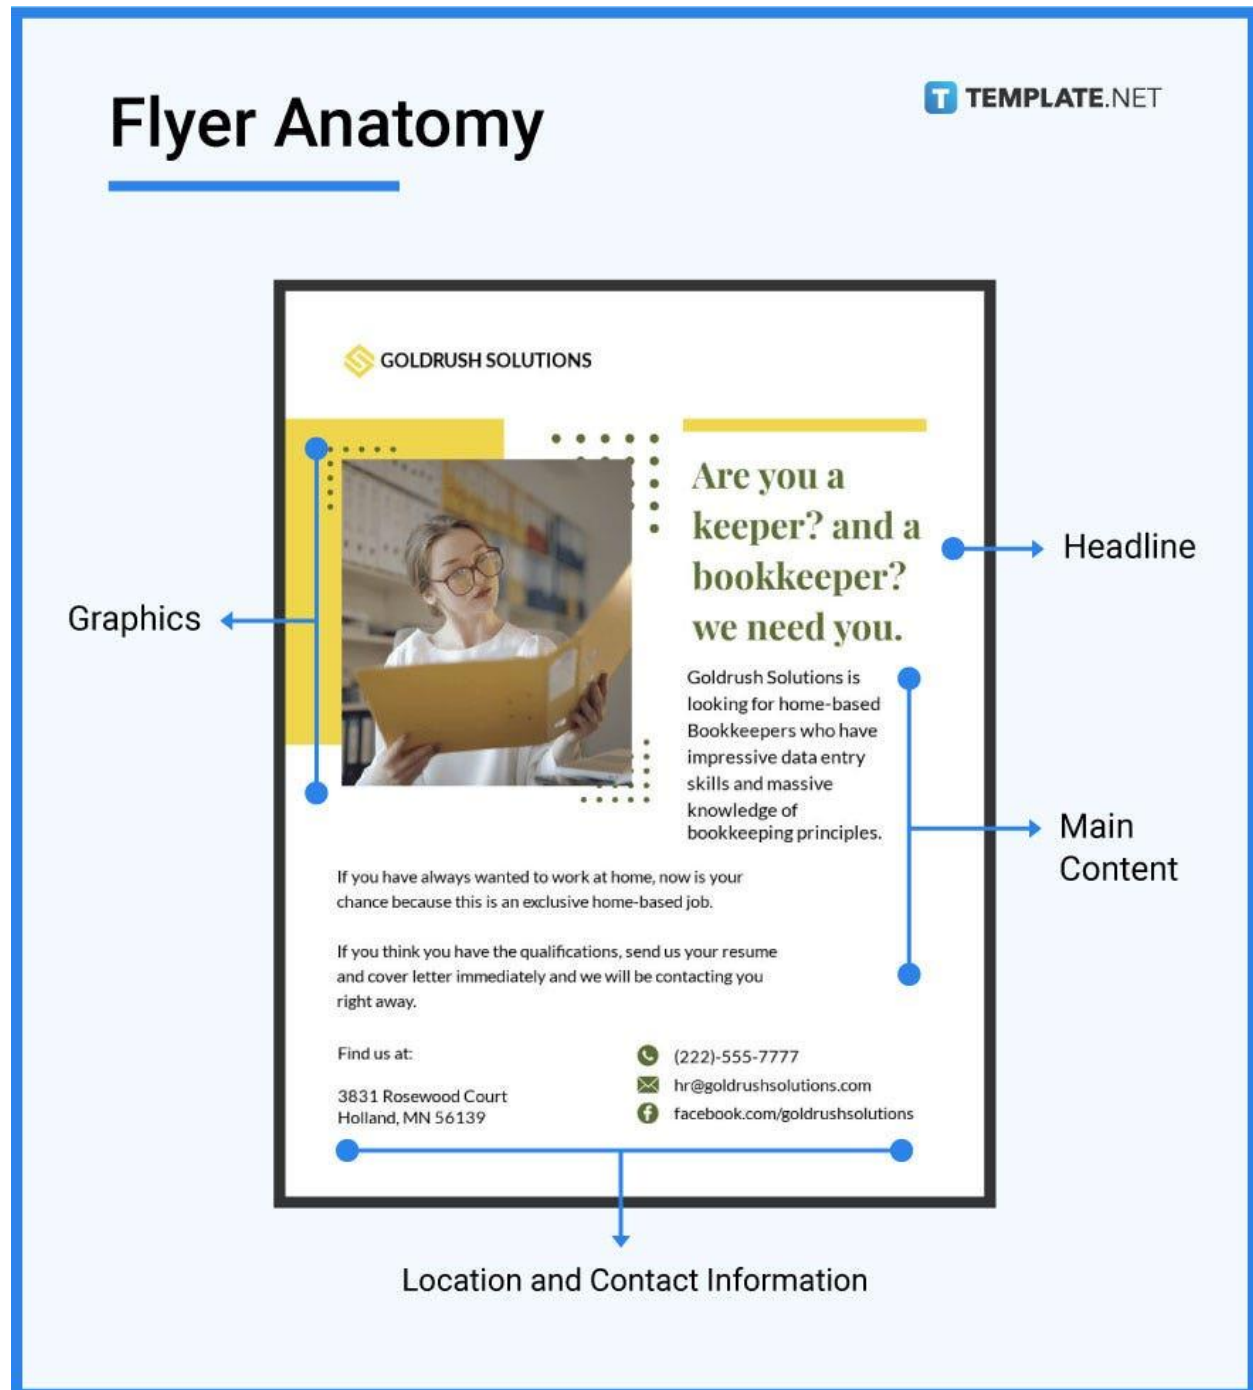 Flyer Anatomy
TEMPLATE.NET
GOLDRUSH SOLUTIONS
Graphics
Are you a
keeper? and a
bookkeeper?
we need you.
Headline
Goldrush Solutions is
looking for home-based
Bookkeepers who have
impressive data entry
skills and massive
knowledge of
bookkeeping principles.
Main
Content
If you have always wanted to work at home, now is your
chance because this is an exclusive home-based job.
If you think you have the qualifications, send us your resume
and cover letter immediately and we will be contacting you
right away.
Find us at:
3831 Rosewood Court
Holland, MN 56139
(222)-555-7777
hr@goldrushsolutions.com
facebook.com/goldrushsolutions
Location and Contact Information